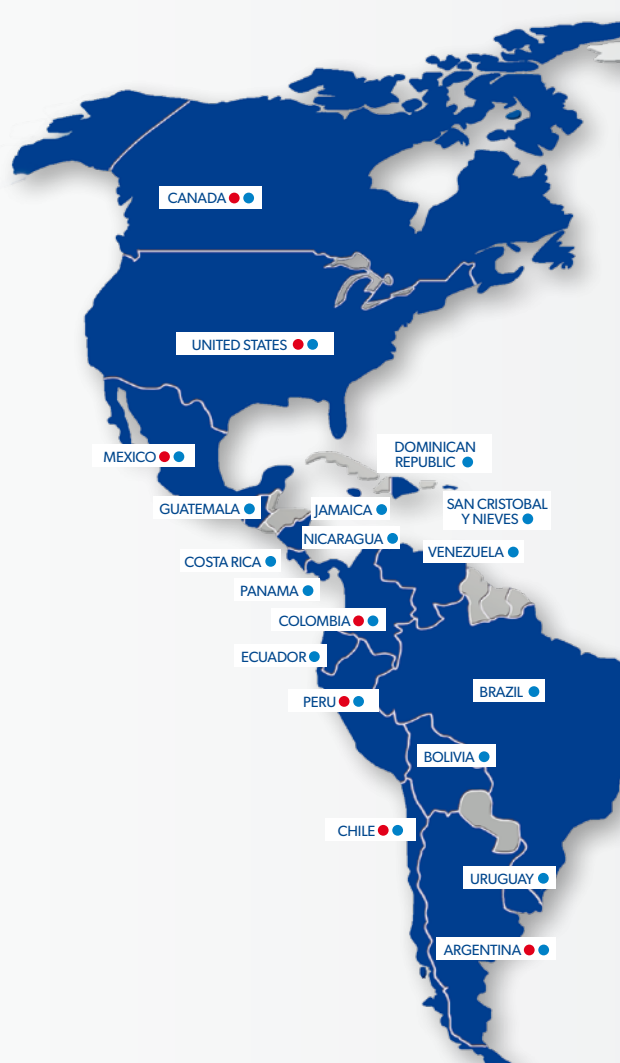 CANADA
UNITED STATES
MEXICO
DOMINICAN
REPUBLIC
GUATEMALA
JAMAICA
SAN CRISTOBAL
Y NIEVES
NICARAGUA
VENEZUELA
COSTA RICA
PANAMA
COLOMBIA
ECUADOR
BRAZIL
PERU
BOLIVIA
CHILE
URUGUAY
ARGENTINA